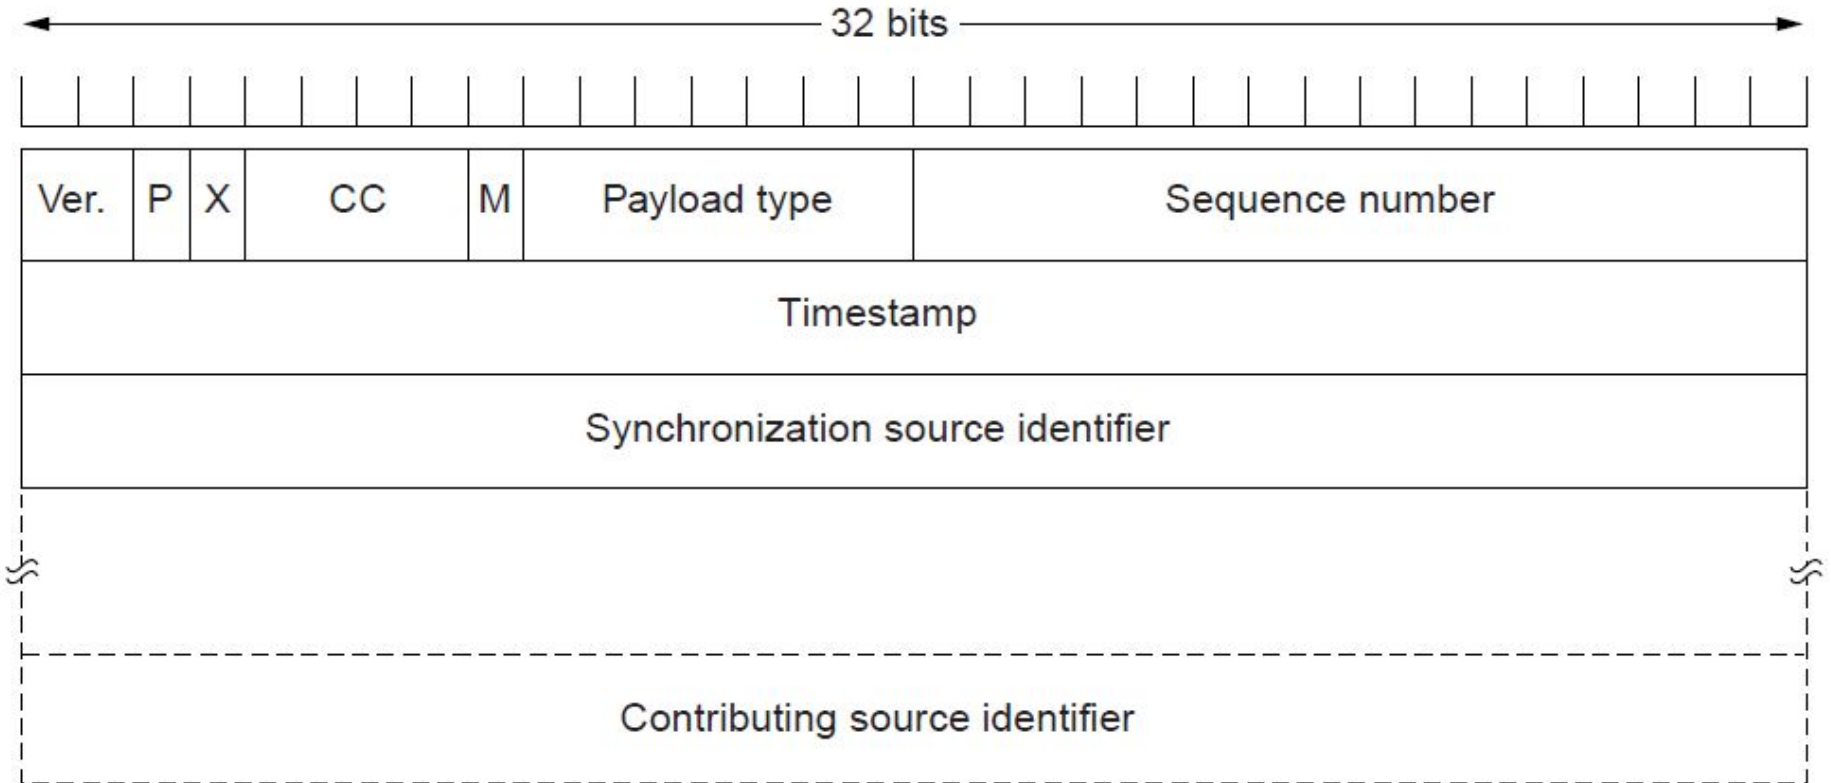 32 bits
Ver. P X CC M Payload type Sequence number
Timestamp
Synchronization source identifier
Contributing source identifier